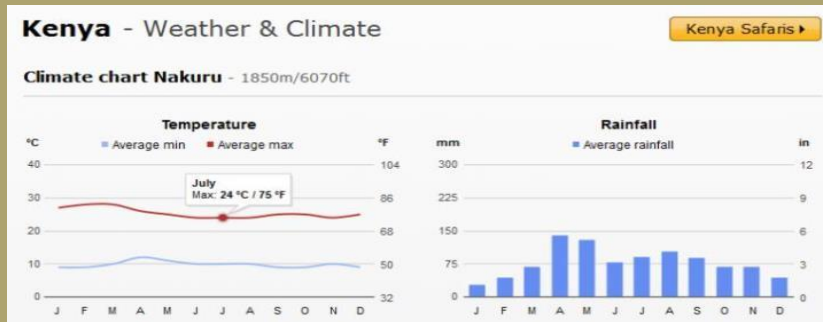 Kenya - Weather & Climate
Kenya Safaris
Climate chart Nakuru - 1850m/6070ft
Temperature
°C
Average min
Average max
°F
40
104
30
86
20
68
10
50
0
32
July
Max: 24 °C / 75 °F
J F M A M J J A S O N D
Rainfall
mm
Average rainfall
in
300
12
225
9
150
6
75
3
0
0
J F M A M J J A S O N D